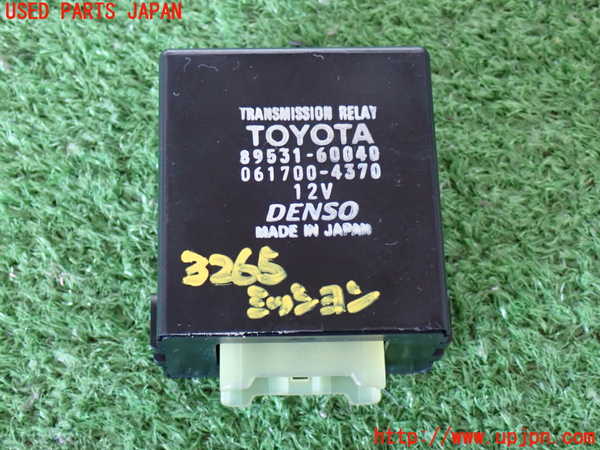 USED PARTS JAPAN
TRANSMISSION RELAY
TOYOTA
89531-60040
061700-4370
12V
DENSO
MADE IN JAPAN
3265
ミッション
http://www.upjpn.com